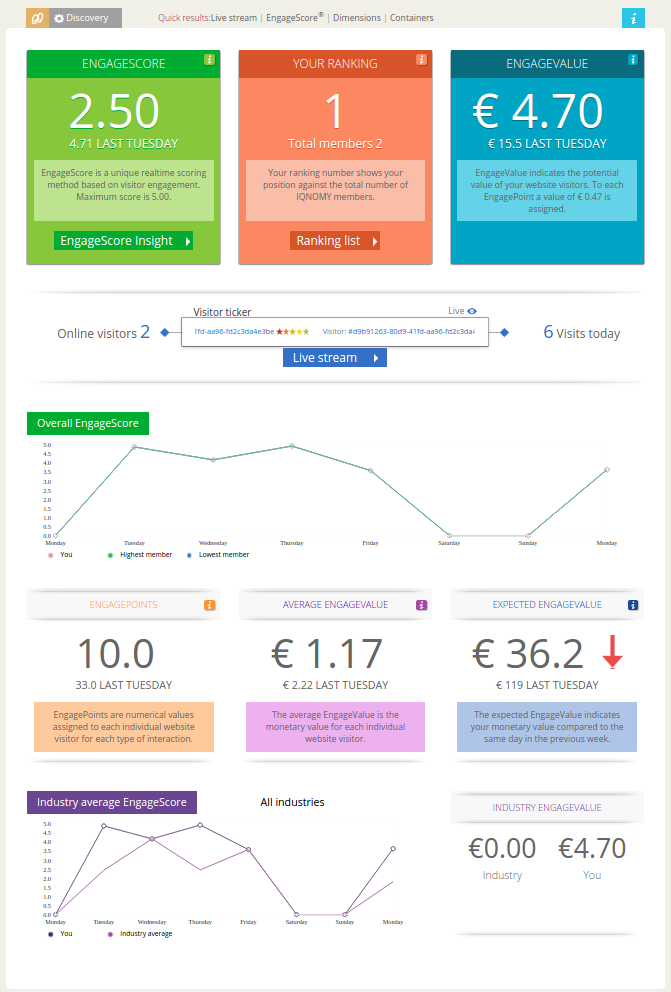 Discovery
Quick results:Live stream | EngageScore® | Dimensions | Containers
i
ENGAGESCORE i
2.50
4.71 LAST TUESDAY
EngageScore is a unique realtime scoring
method based on visitor engagement.
Maximum score is 5.00.
EngageScore Insight
YOUR RANKING i
1
Total members 2
Your ranking number shows your
position against the total number of
IQNOMY members.
Ranking list
ENGAGEVALUE i
€ 4.70
€ 15.5 LAST TUESDAY
EngageValue indicates the potential
value of your website visitors. To each
EngagePoint a value of € 0.47 is
assigned.
Visitor ticker
Live
Online visitors 2
1fd-aa96-fd2c3da4e3be ★★★★★ Visitor: #d9b91263-80d9-41fd-aa96-fd2c3da4
6 Visits today
Live stream
Overall EngageScore
5.0
4.5
4.0
3.5
3.0
2.5
2.0
1.5
1.0
0.5
0.0
Monday Tuesday Wednesday Thursday Friday Saturday Sunday Monday
You Highest member Lowest member
ENGAGEPOINTS i
10.0
33.0 LAST TUESDAY
EngagePoints are numerical values
assigned to each individual website
visitor for each type of interaction.
AVERAGE ENGAGEVALUE i
€ 1.17
€ 2.22 LAST TUESDAY
The average EngageValue is the
monetary value for each individual
website visitor.
EXPECTED ENGAGEVALUE i
€ 36.2
€ 119 LAST TUESDAY
The expected EngageValue indicates
your monetary value compared to the
same day in the previous week.
Industry average EngageScore
All industries
5.0
4.5
4.0
3.5
3.0
2.5
2.0
1.5
1.0
0.5
0.0
Monday Tuesday Wednesday Thursday Friday Saturday Sunday Monday
You Industry average
INDUSTRY ENGAGEVALUE
€0.00 €4.70
Industry You